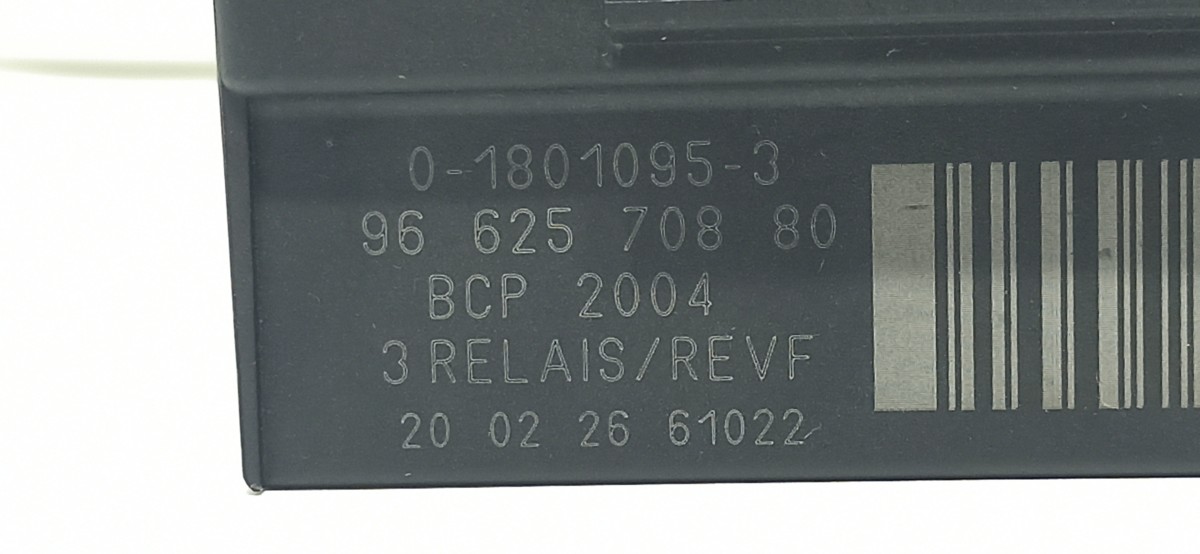 0-1801095-3
96 625 708 80
BCP 2004
3 RELAIS/REVF
20 02 26 61022